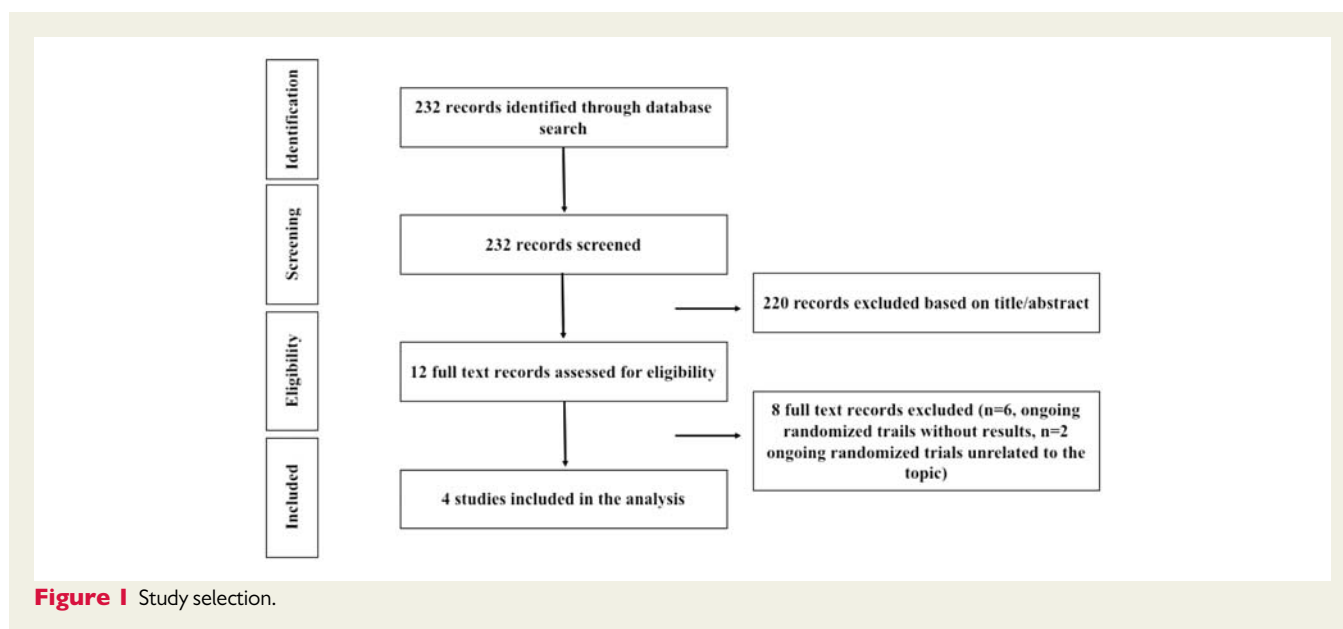 Identification
232 records identified through database
search
Screening
232 records screened
220 records excluded based on title/abstract
Eligibility
12 full text records assessed for eligibility
8 full text records excluded (n=6, ongoing
randomized trails without results, n=2
ongoing randomized trials unrelated to the
topic)
Included
4 studies included in the analysis
Figure 1 Study selection.